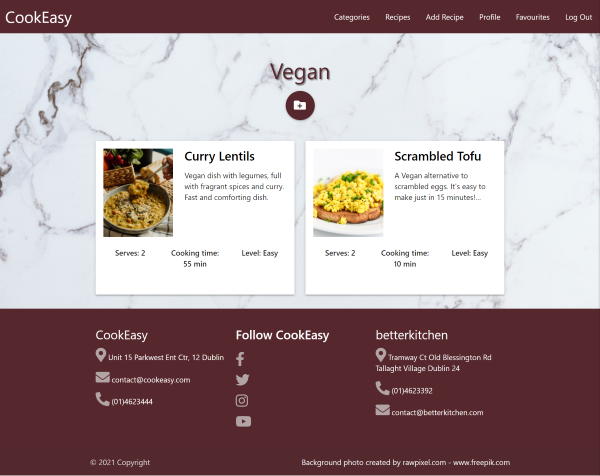 CookEasy
Categories Recipes Add Recipe Profile Favourites Log Out
Vegan
Curry Lentils
Vegan dish with legumes, full
with fragrant spices and curry.
Fast and comforting dish.
Serves: 2 Cooking time: Level: Easy
55 min
Scrambled Tofu
A Vegan alternative to
scrambled eggs. It's easy to
make just in 15 minutes!...
Serves: 2 Cooking time: Level: Easy
10 min
CookEasy
Unit 15 Parkwest Ent Ctr, 12 Dublin
contact@cookeasy.com
(01)4623444
Follow CookEasy
betterkitchen
Tramway Ct Old Blessington Rd
Tallaght Village Dublin 24
(01)4623392
contact@betterkitchen.com
© 2021 Copyright
Background photo created by rawpixel.com - www.freepik.com